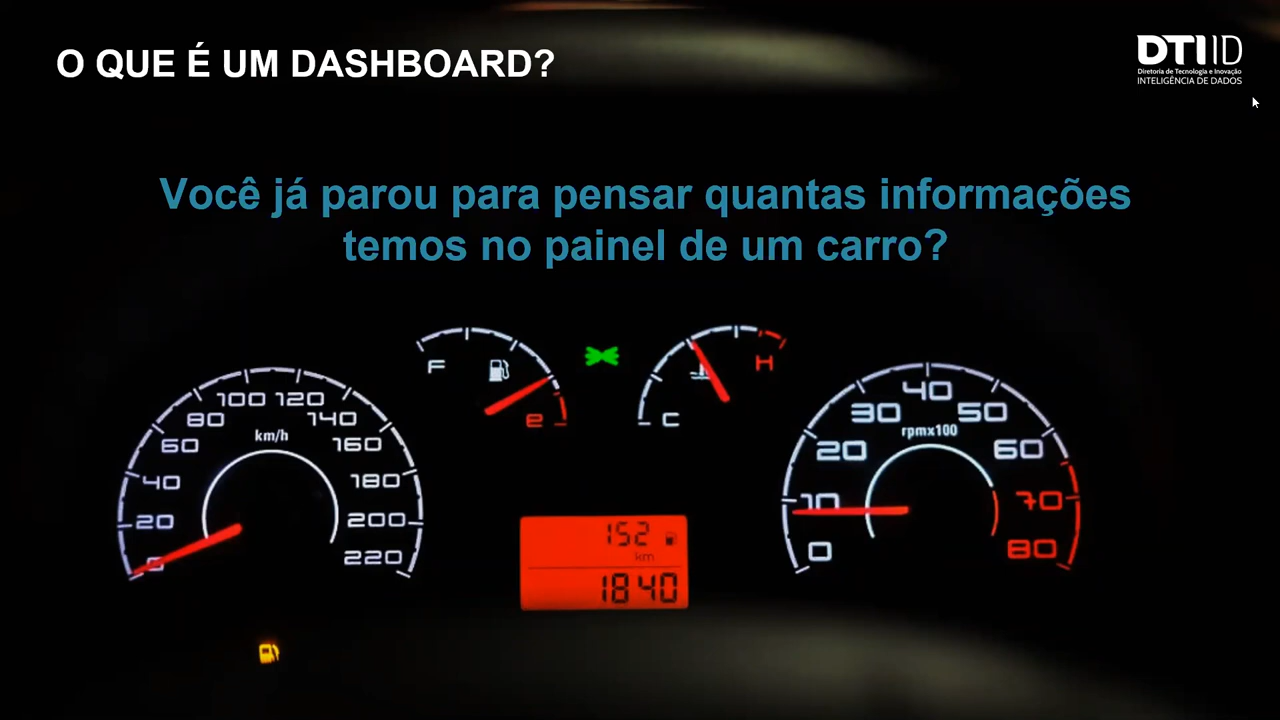 O QUE É UM DASHBOARD?
DTI ID
Diretoria de Tecnologia e Inovação
INTELIGÊNCIA DE DADOS
Você já parou para pensar quantas informações
temos no painel de um carro?
F
e
C
H
0
20
40
60
80
100
120
140
160
180
200
220
km/h
152
km
1840
0
10
20
30
40
50
60
70
80
rpmx100